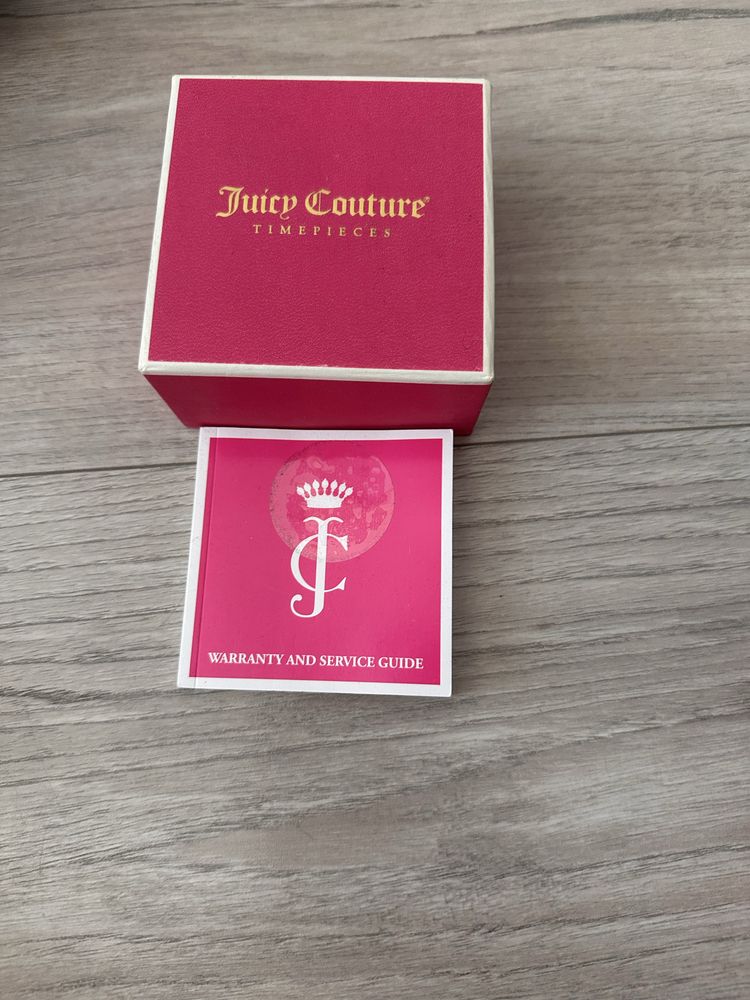 Juicy Couture®
TIMEPIECES
JC
WARRANTY AND SERVICE GUIDE